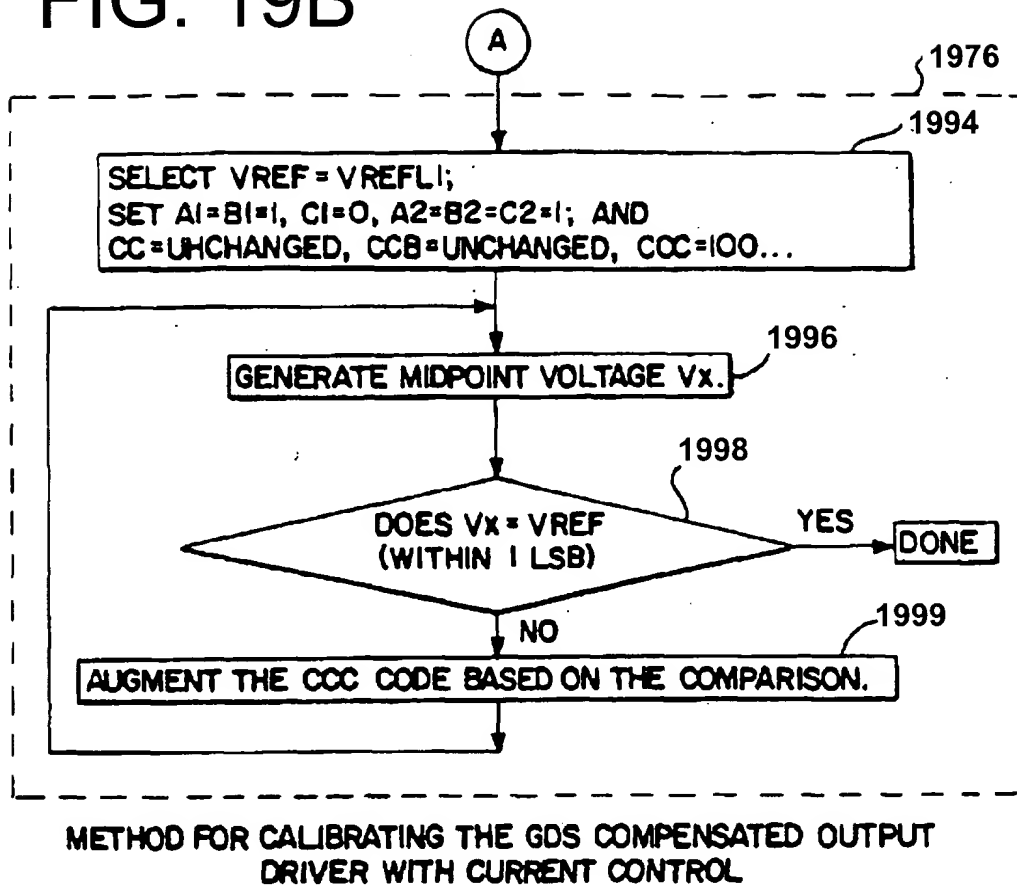 FIG. 19B
A
1976
1994
SELECT VREF = VREFL1;
SET A1=B1=1, C1=0, A2=B2=C2=1; AND
CC=UHCHANGED, CCB=UNCHANGED, CCC=100...
1996
GENERATE MIDPOINT VOLTAGE Vx.
1998
DOES Vx = VREF
(WITHIN 1 LSB)
YES
DONE
NO
1999
AUGMENT THE CCC CODE BASED ON THE COMPARISON.
METHOD FOR CALIBRATING THE GDS COMPENSATED OUTPUT
DRIVER WITH CURRENT CONTROL